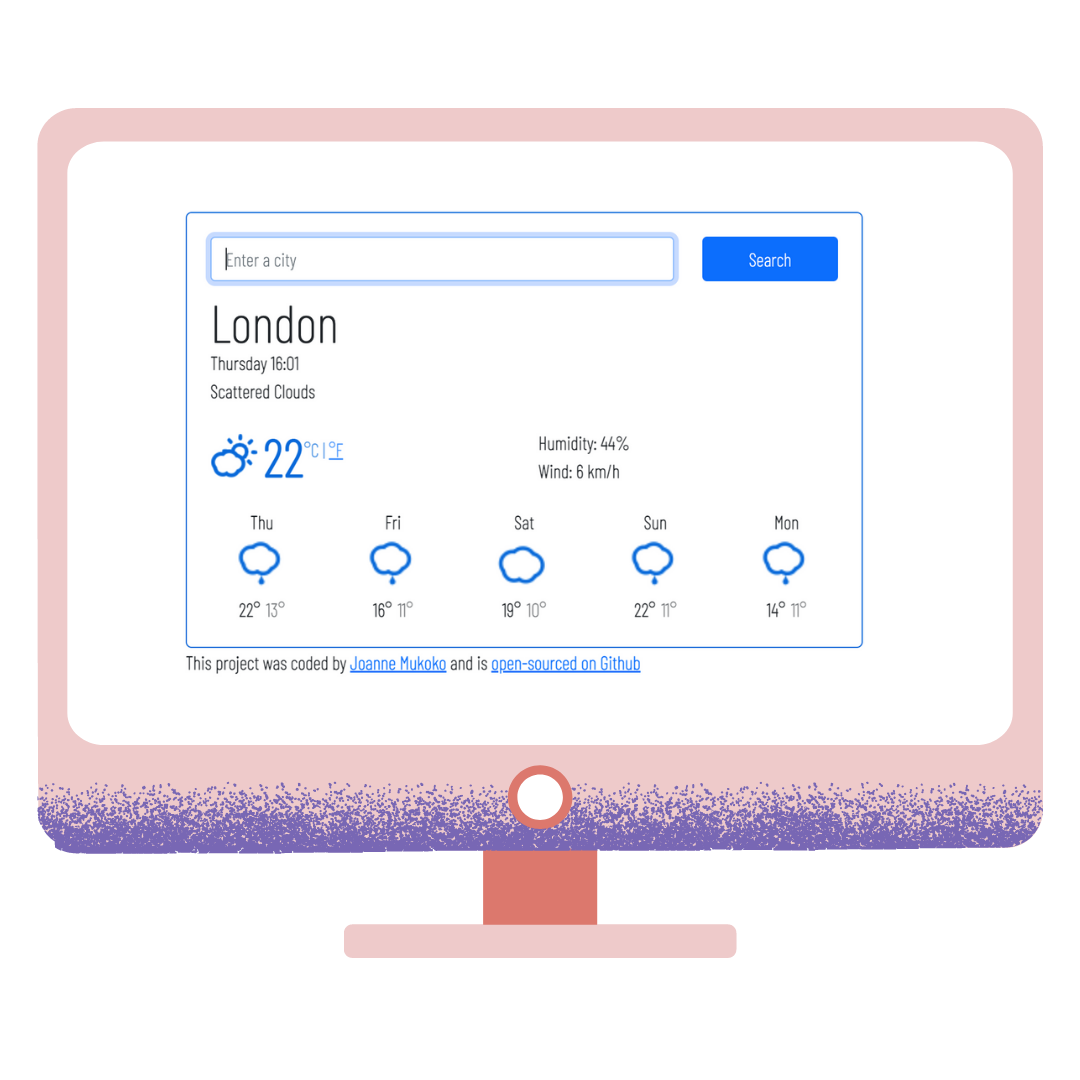 Enter a city Search
London
Thursday 16:01
Scattered Clouds
22 °C | °F
Humidity: 44%
Wind: 6 km/h
Thu Fri Sat Sun Mon
22° 13° 16° 11° 19° 10° 22° 11° 14° 11°
This project was coded by Joanne Mukoko and is open-sourced on Github